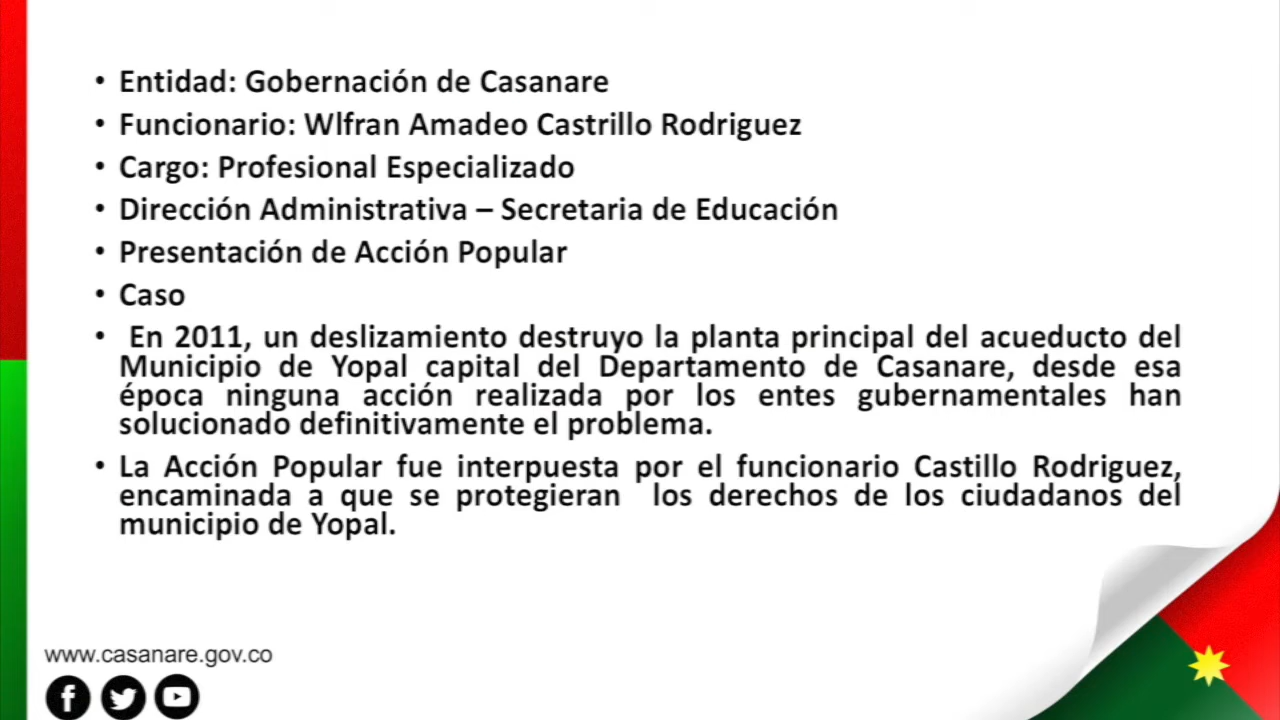 • Entidad: Gobernación de Casanare
• Funcionario: Wlfran Amadeo Castrillo Rodriguez
• Cargo: Profesional Especializado
• Dirección Administrativa – Secretaria de Educación
• Presentación de Acción Popular
• Caso
• En 2011, un deslizamiento destruyo la planta principal del acueducto del
Municipio de Yopal capital del Departamento de Casanare, desde esa
época ninguna acción realizada por los entes gubernamentales han
solucionado definitivamente el problema.
• La Acción Popular fue interpuesta por el funcionario Castillo Rodriguez,
encaminada a que se protegieran los derechos de los ciudadanos del
municipio de Yopal.
www.casanare.gov.co